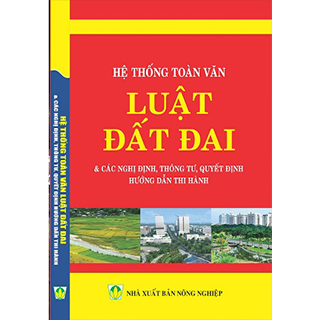 HỆ THỐNG TOÀN VĂN LUẬT ĐẤT ĐAI
& CÁC NGHỊ ĐỊNH, THÔNG TƯ, QUYẾT ĐỊNH HƯỚNG DẪN THI HÀNH
HỆ THỐNG TOÀN VĂN
LUẬT
ĐẤT ĐAI
& CÁC NGHỊ ĐỊNH, THÔNG TƯ, QUYẾT ĐỊNH
HƯỚNG DẪN THI HÀNH
NHÀ XUẤT BẢN NÔNG NGHIỆP